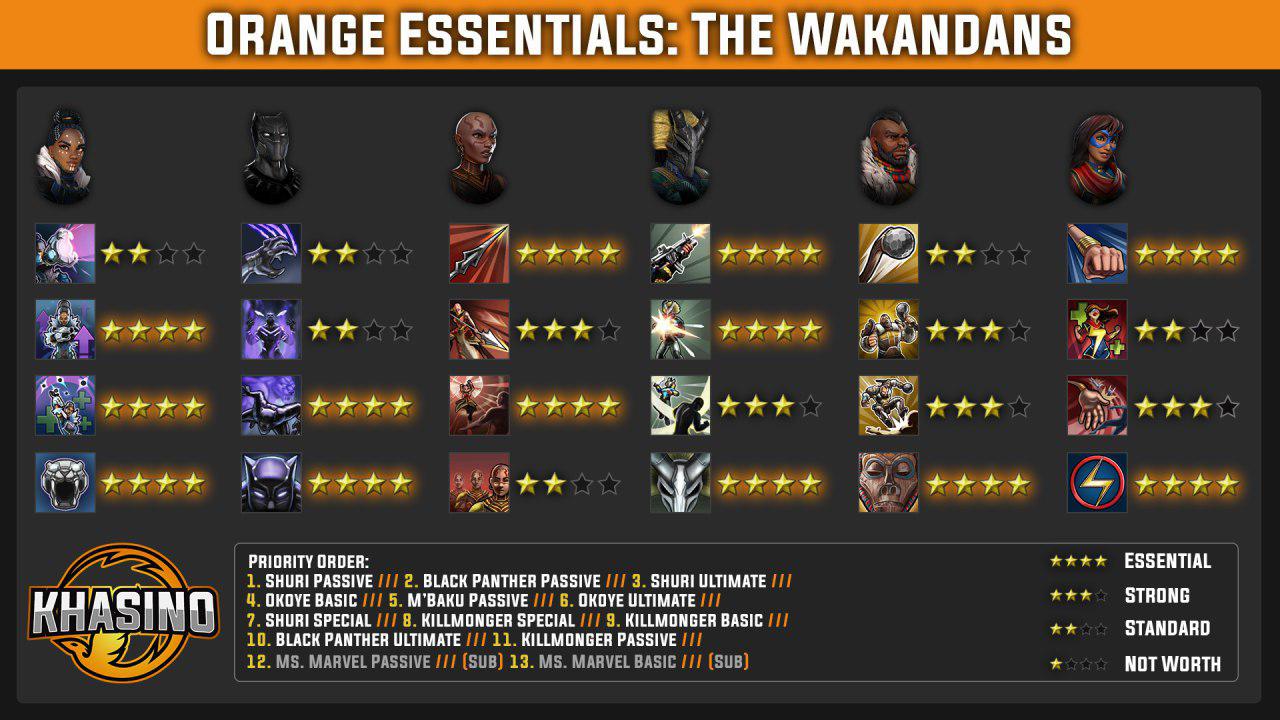 ORANGE ESSENTIALS: THE WAKANDANS
PRIORITY ORDER:
1. SHURI PASSIVE /// 2. BLACK PANTHER PASSIVE /// 3. SHURI ULTIMATE ///
4. OKOYE BASIC /// 5. M'BAKU PASSIVE /// 6. OKOYE ULTIMATE ///
7. SHURI SPECIAL /// 8. KILLMONGER SPECIAL /// 9. KILLMONGER BASIC ///
10. BLACK PANTHER ULTIMATE /// 11. KILLMONGER PASSIVE ///
12. MS. MARVEL PASSIVE /// (SUB) 13. MS. MARVEL BASIC /// (SUB)
ESSENTIAL
STRONG
STANDARD
NOT WORTH
KHASINO